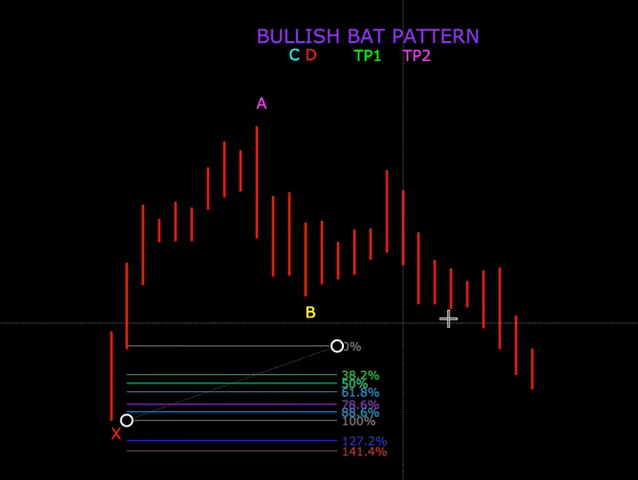 BULLISH BAT PATTERN
C D TP1 TP2
A
B
0%
38.2%
50%
61.8%
78.6%
88.6%
100%
X
127.2%
141.4%